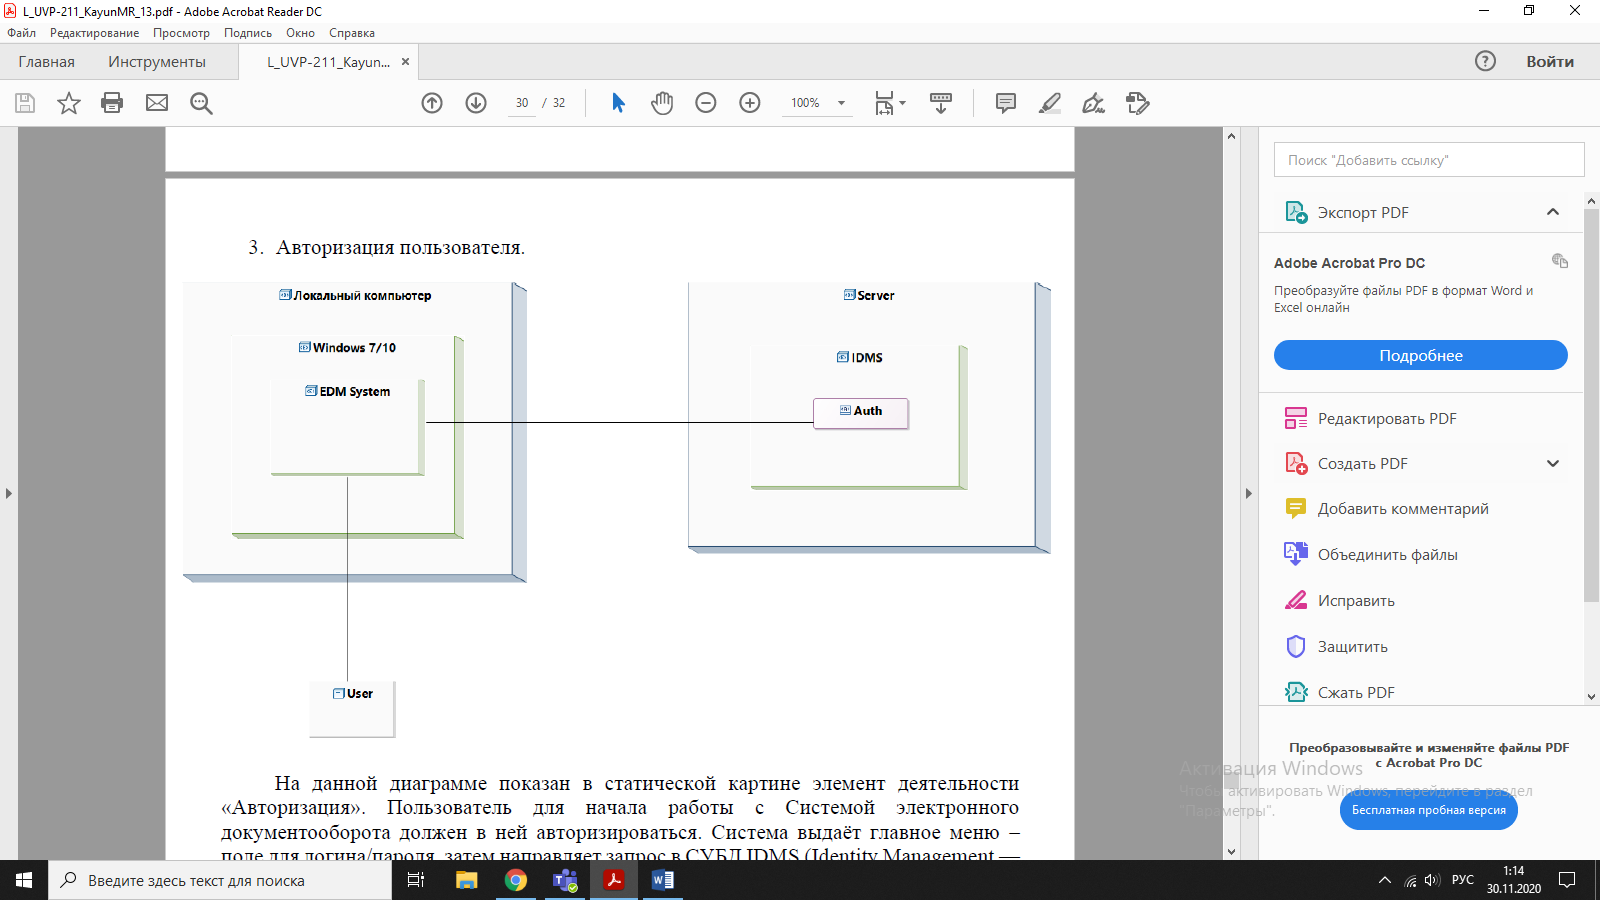 L_UVP-211_KayunMR_13.pdf - Adobe Acrobat Reader DC
Файл Редактирование Просмотр Подпись Окно Справка
Главная Инструменты L_UVP-211_Kayun... × Войти
30 / 32 100%
3. Авторизация пользователя.
Локальный компьютер
Windows 7/10
EDM System
Server
IDMS
Auth
User
На данной диаграмме показан в статической картине элемент деятельности
«Авторизация». Пользователь для начала работы с Системой электронного
документооборота должен в ней авторизироваться. Система выдаёт главное меню –
поле для логина/пароля, затем направляет запрос в СУБД IDMS (Identity Management —
Поиск "Добавить ссылку"
Экспорт PDF
Adobe Acrobat Pro DC
Преобразуйте файлы PDF в формат Word и
Excel онлайн
Подробнее
Редактировать PDF
Создать PDF
Добавить комментарий
Объединить файлы
Исправить
Защитить
Сжать PDF
Преобразовывайте и изменяйте файлы PDF
с Acrobat Pro DC
Бесплатная пробная версия
Активация Windows
Чтобы активировать Windows, перейдите в раздел
"Параметры".
Введите здесь текст для поиска
РУС
1:14
30.11.2020